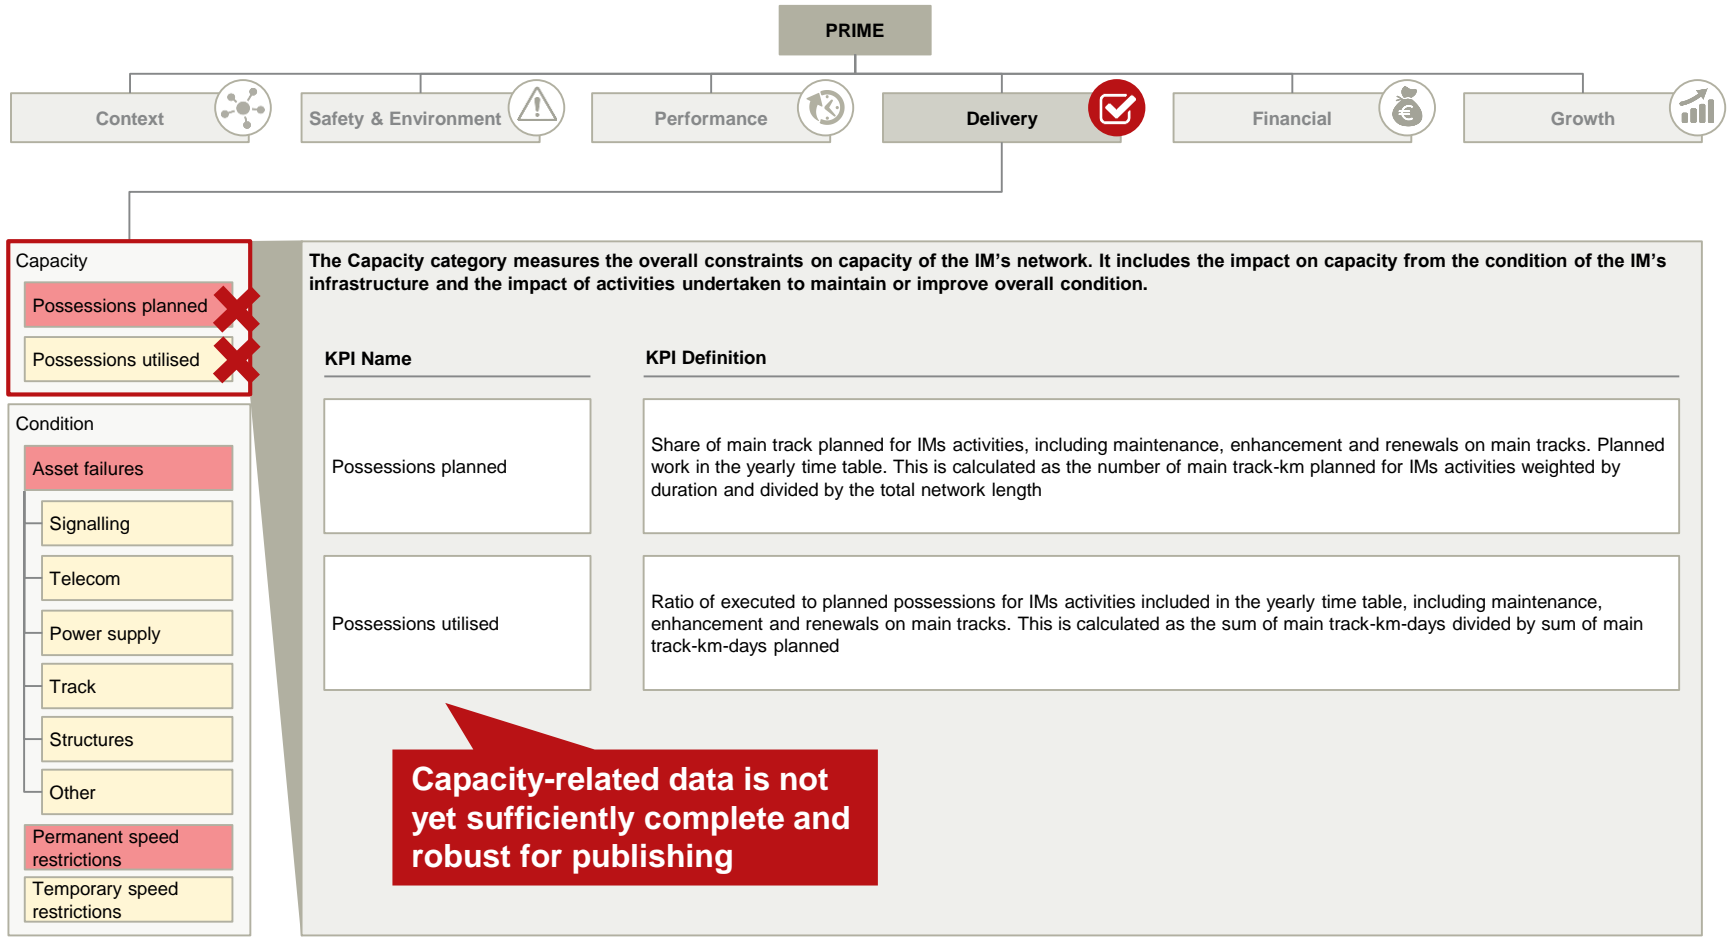 PRIME
Context
Safety & Environment
Performance
Delivery
Financial
Growth
Capacity
Possessions planned
Possessions utilised
Condition
Asset failures
Signalling
Telecom
Power supply
Track
Structures
Other
Permanent speed
restrictions
Temporary speed
restrictions
The Capacity category measures the overall constraints on capacity of the IM's network. It includes the impact on capacity from the condition of the IM's
infrastructure and the impact of activities undertaken to maintain or improve overall condition.
KPI Name
KPI Definition
Possessions planned
Share of main track planned for IMs activities, including maintenance, enhancement and renewals on main tracks. Planned
work in the yearly time table. This is calculated as the number of main track-km planned for IMs activities weighted by
duration and divided by the total network length
Possessions utilised
Ratio of executed to planned possessions for IMs activities included in the yearly time table, including maintenance,
enhancement and renewals on main tracks. This is calculated as the sum of main track-km-days divided by sum of main
track-km-days planned
Capacity-related data is not
yet sufficiently complete and
robust for publishing